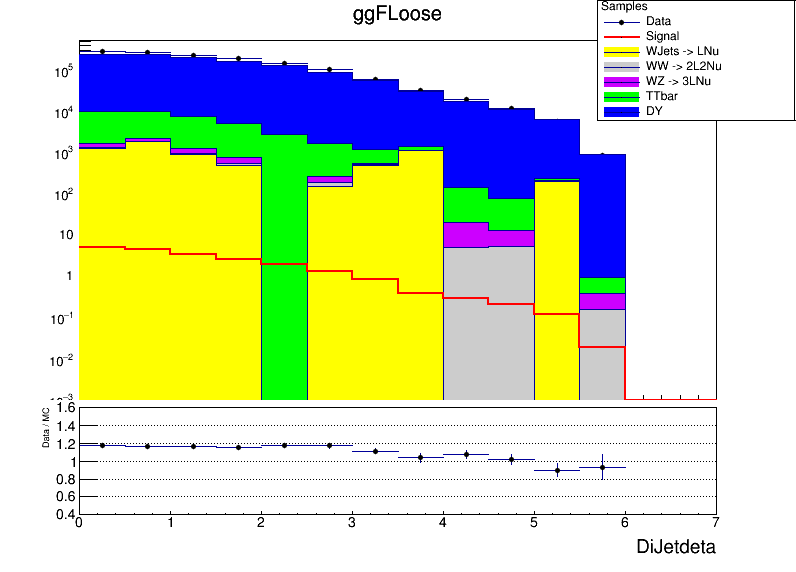 ggFLoose
Samples
Data
Signal
WJets -> LNu
WW -> 2L2Nu
WZ -> 3LNu
TTbar
DY
10^5
10^4
10^3
10^2
10
1
10^-1
10^-2
10^-3
Data / MC
1.6
1.4
1.2
1
0.8
0.6
0.4
0 1 2 3 4 5 6 7
DiJetdeta